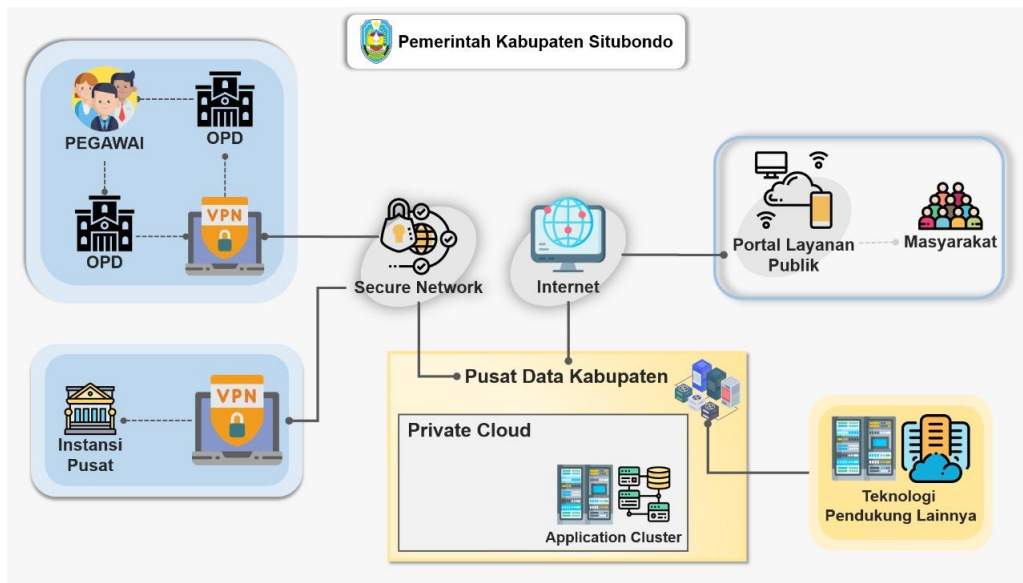 Pemerintah Kabupaten Situbondo
PEGAWAI
OPD
OPD
VPN
Secure Network
Internet
Portal Layanan
Publik
Masyarakat
Instansi
Pusat
VPN
Pusat Data Kabupaten
Private Cloud
Application Cluster
Teknologi
Pendukung Lainnya